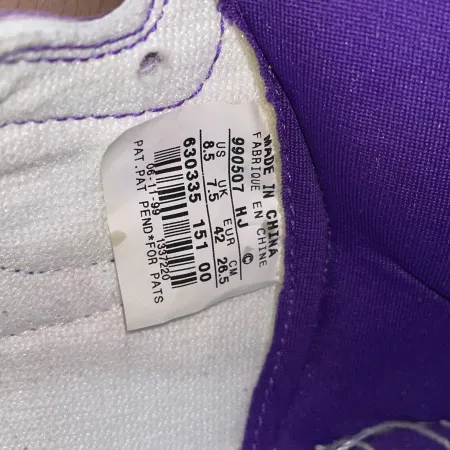 MADE IN CHINA
FABRIQUE EN CHINE
990507 HJ ©
US UK EUR CM
8.5 7.5 42 26.5
630335 151 00
06-11-99 1337220
PAT.PAT PEND*FOR PATS